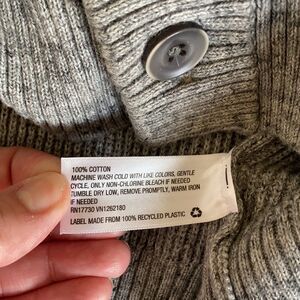 100% COTTON
MACHINE WASH COLD WITH LIKE COLORS, GENTLE
CYCLE, ONLY NON-CHLORINE BLEACH IF NEEDED
TUMBLE DRY LOW, REMOVE PROMPTLY, WARM IRON
IF NEEDED
RN17730 VN1262180
LABEL MADE FROM 100% RECYCLED PLASTIC